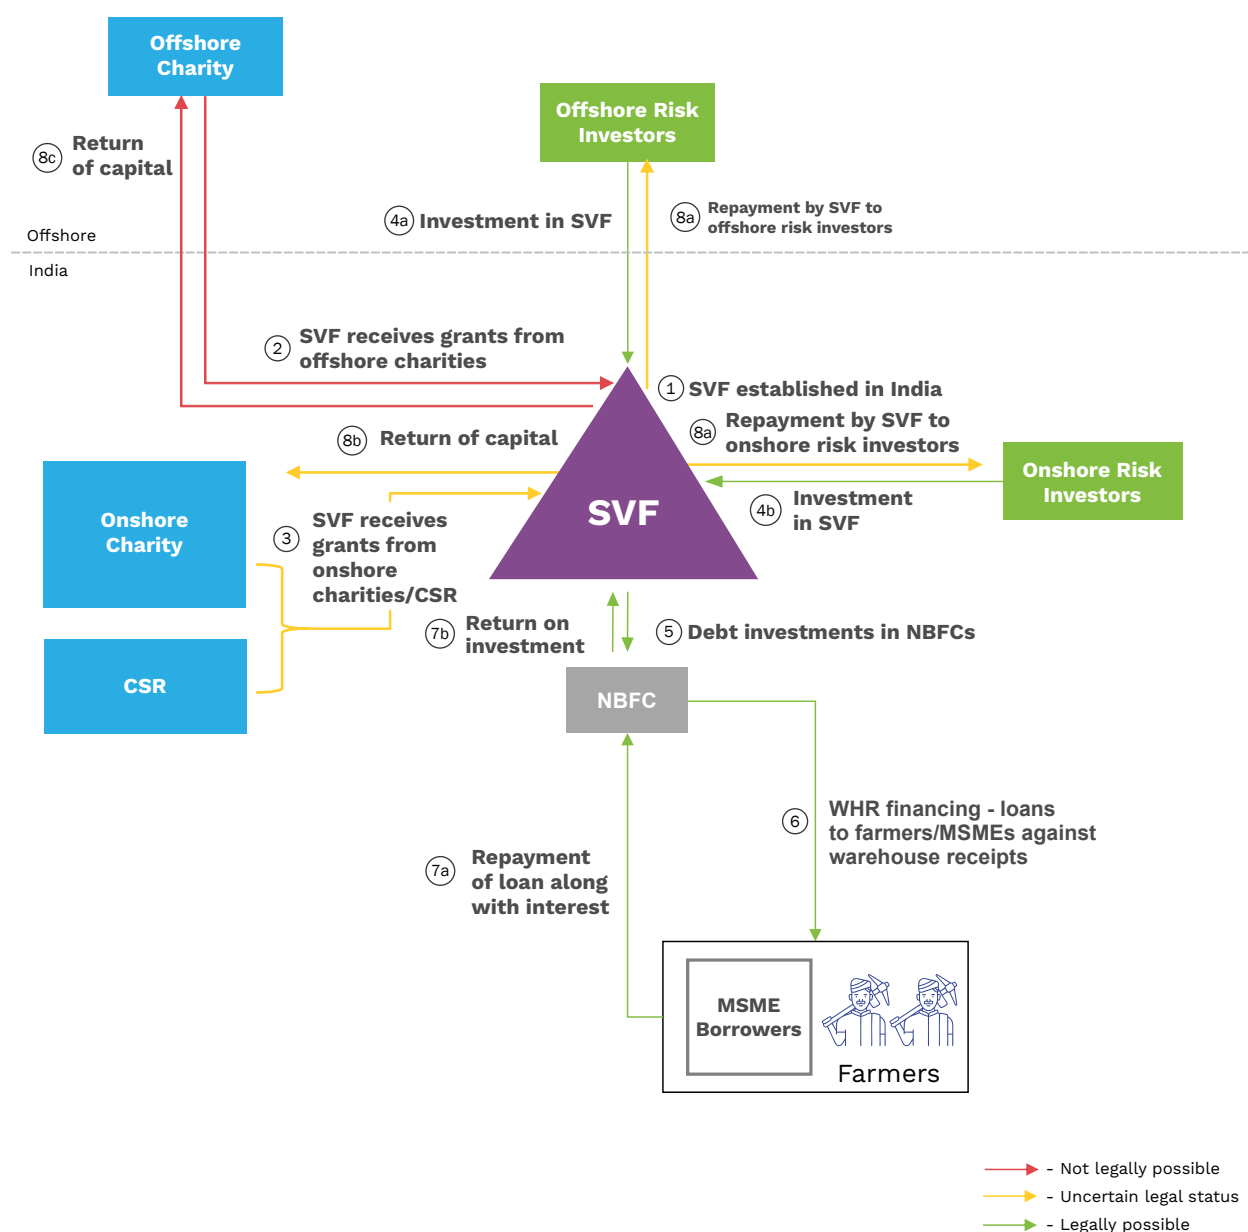 Offshore
Charity
Offshore Risk
Investors
8c
Return
of capital
4a
Investment in SVF
8a
Repayment by SVF to
offshore risk investors
Offshore
India
2
SVF receives grants from
offshore charities
1
SVF established in India
8b
Return of capital
8a
Repayment by SVF to
onshore risk investors
Onshore Risk
Investors
Onshore
Charity
3
SVF receives
grants from
onshore
charities/CSR
SVF
4b
Investment
in SVF
7b
Return on
investment
5
Debt investments in NBFCs
CSR
NBFC
6
WHR financing - loans
to farmers/MSMEs against
warehouse receipts
7a
Repayment
of loan along
with interest
MSME
Borrowers
Farmers
- Not legally possible
- Uncertain legal status
- Legally possible